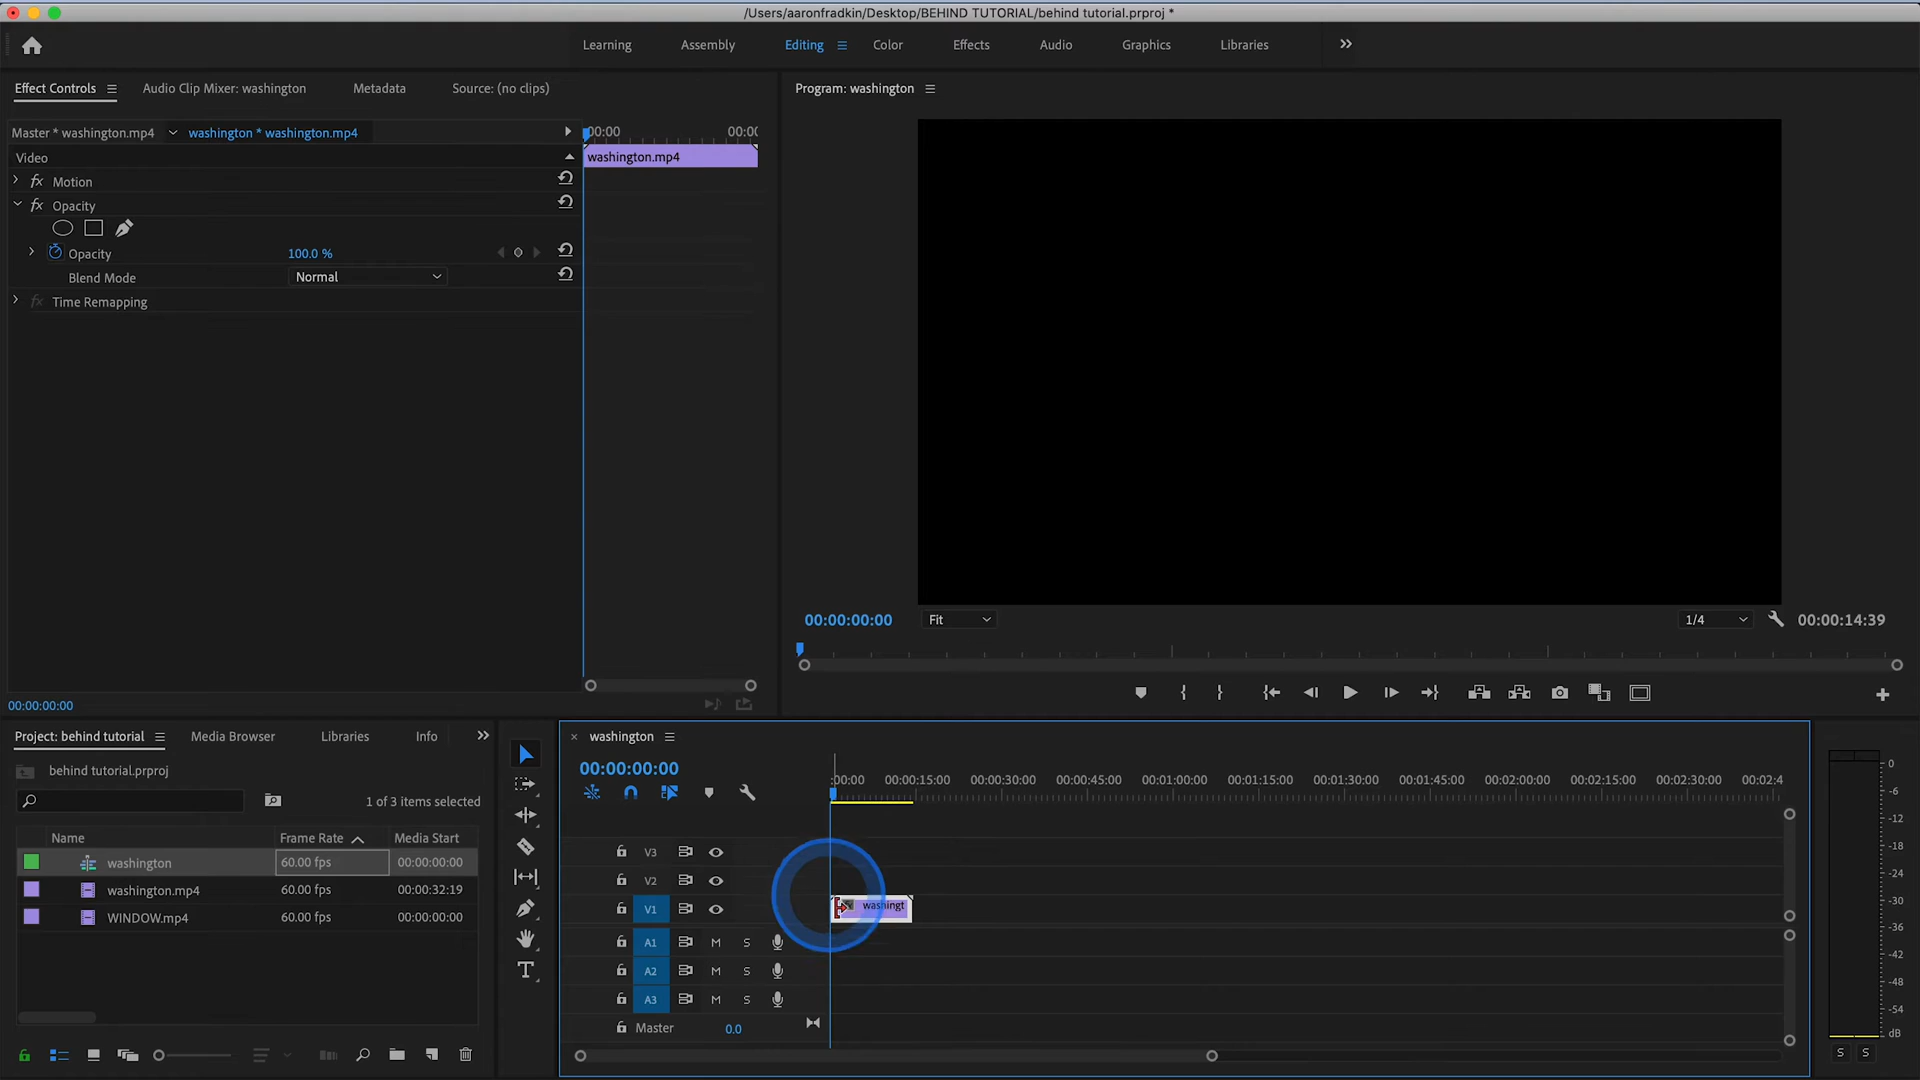 /Users/aaronfradkin/Desktop/BEHIND TUTORIAL/behind tutorial.prproj *
Learning Assembly Editing Color Effects Audio Graphics Libraries
Effect Controls Audio Clip Mixer: washington Metadata Source: (no clips)
Program: washington
Master * washington.mp4 washington * washington.mp4
:00:00 00:0
Video
washington.mp4
fx Motion
fx Opacity
Opacity 100.0 %
Blend Mode Normal
fx Time Remapping
00:00:00:00 Fit 1/4 00:00:14:39
00:00:00:00
Project: behind tutorial Media Browser Libraries Info
behind tutorial.prproj
1 of 3 items selected
Name Frame Rate Media Start
washington 60.00 fps 00:00:00:00
washington.mp4 60.00 fps 00:00:32:19
WINDOW.mp4 60.00 fps 00:00:00:00
washington
00:00:00:00
:00:00 00:00:15:00 00:00:30:00 00:00:45:00 00:01:00:00 00:01:15:00 00:01:30:00 00:01:45:00 00:02:00:00 00:02:15:00 00:02:30:00 00:02:4
V3
V2
V1 washingt
A1 M S
A2 M S
A3 M S
Master 0.0
0
-6
-12
-18
-24
-30
-36
-42
-48
-54
dB
S S